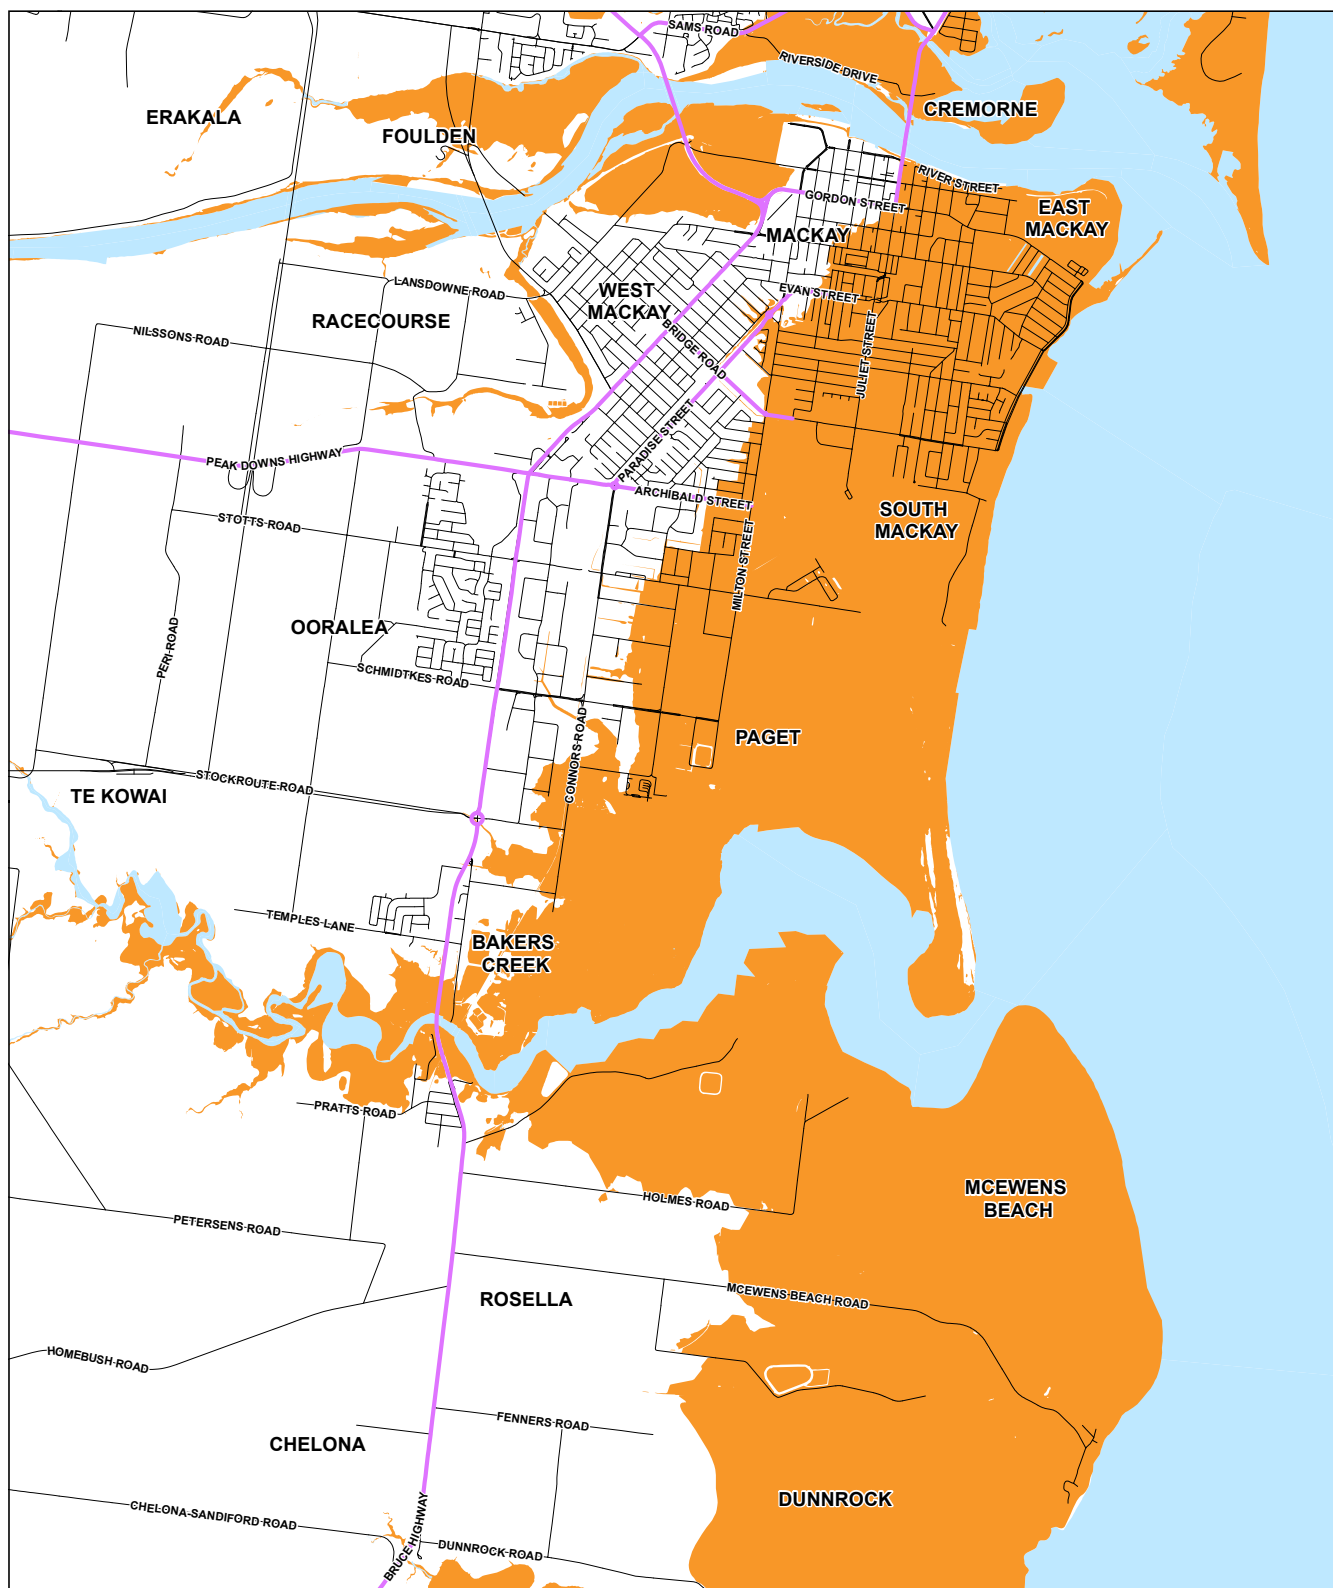 SAMS ROAD
RIVERSIDE DRIVE
CREMORNE
ERAKALA
FOULDEN
RIVER STREET
GORDON STREET
EAST
MACKAY
MACKAY
LANSDOWNE ROAD
WEST
MACKAY
EVAN STREET
RACECOURSE
NILSSONS ROAD
BRIDGE ROAD
JULIET STREET
PARADISE STREET
PEAK DOWNS HIGHWAY
ARCHIBALD STREET
SOUTH
MACKAY
STOTTS ROAD
MILTON STREET
OORALEA
PERI ROAD
SCHMIDTKES ROAD
PAGET
CONNORS ROAD
STOCKROUTE ROAD
TE KOWAI
TEMPLES LANE
BAKERS
CREEK
PRATTS ROAD
MCEWENS
BEACH
HOLMES ROAD
PETERSENS ROAD
MCEWENS BEACH ROAD
ROSELLA
HOMEBUSH ROAD
FENNERS ROAD
CHELONA
DUNNROCK
CHELONA-SANDIFORD ROAD
BRUCE HIGHWAY
DUNNROCK ROAD